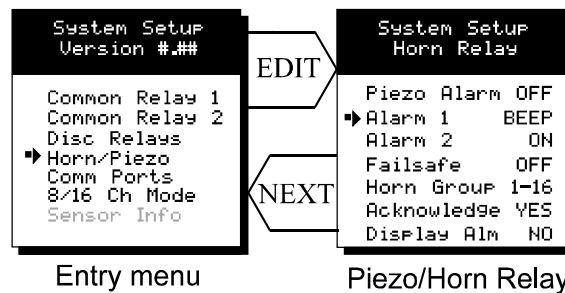 System Setup
Version #.##
Common Relay 1
Common Relay 2
Disc Relays
Horn/Piezo
Comm Ports
8/16 Ch Mode
Sensor Info
Entry menu
EDIT
NEXT
System Setup
Horn Relay
Piezo Alarm OFF
Alarm 1 BEEP
Alarm 2 ON
Failsafe OFF
Horn Group 1-16
Acknowledge YES
Display Alm NO
Piezo/Horn Relay